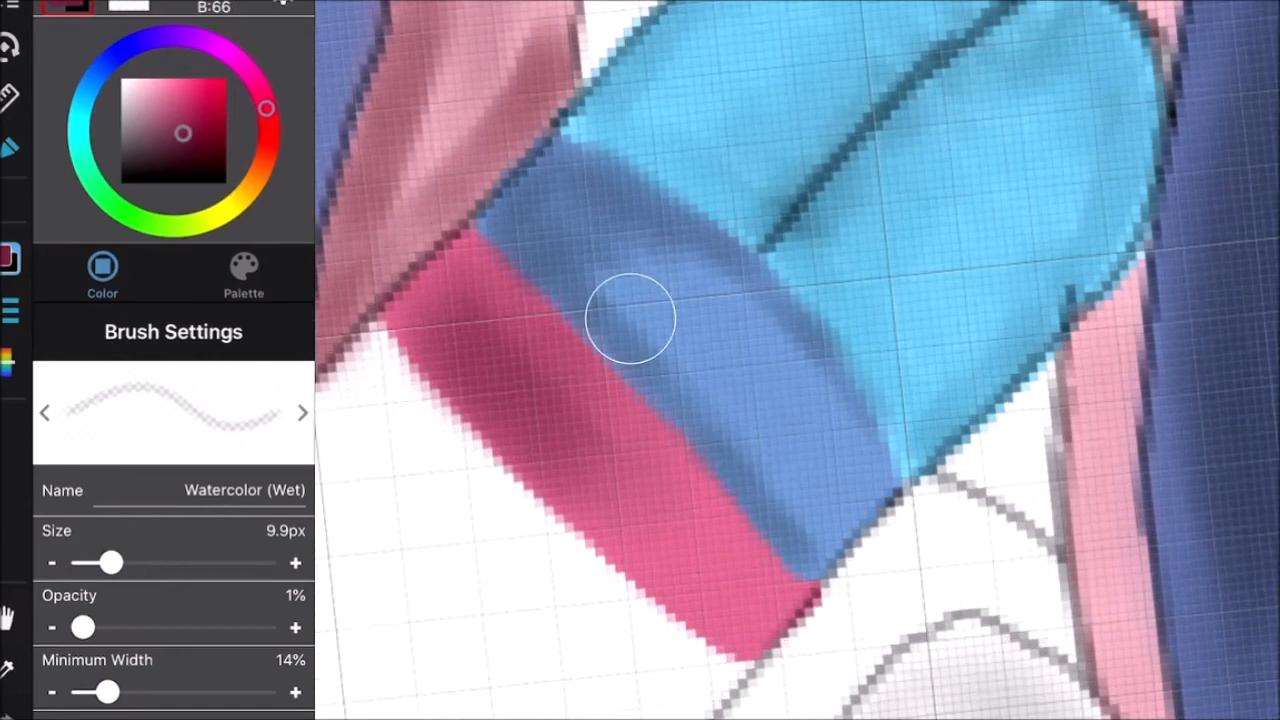 B:66
Color Palette
Brush Settings
Name Watercolor (Wet)
Size 9.9px
- +
Opacity 1%
- +
Minimum Width 14%
- +